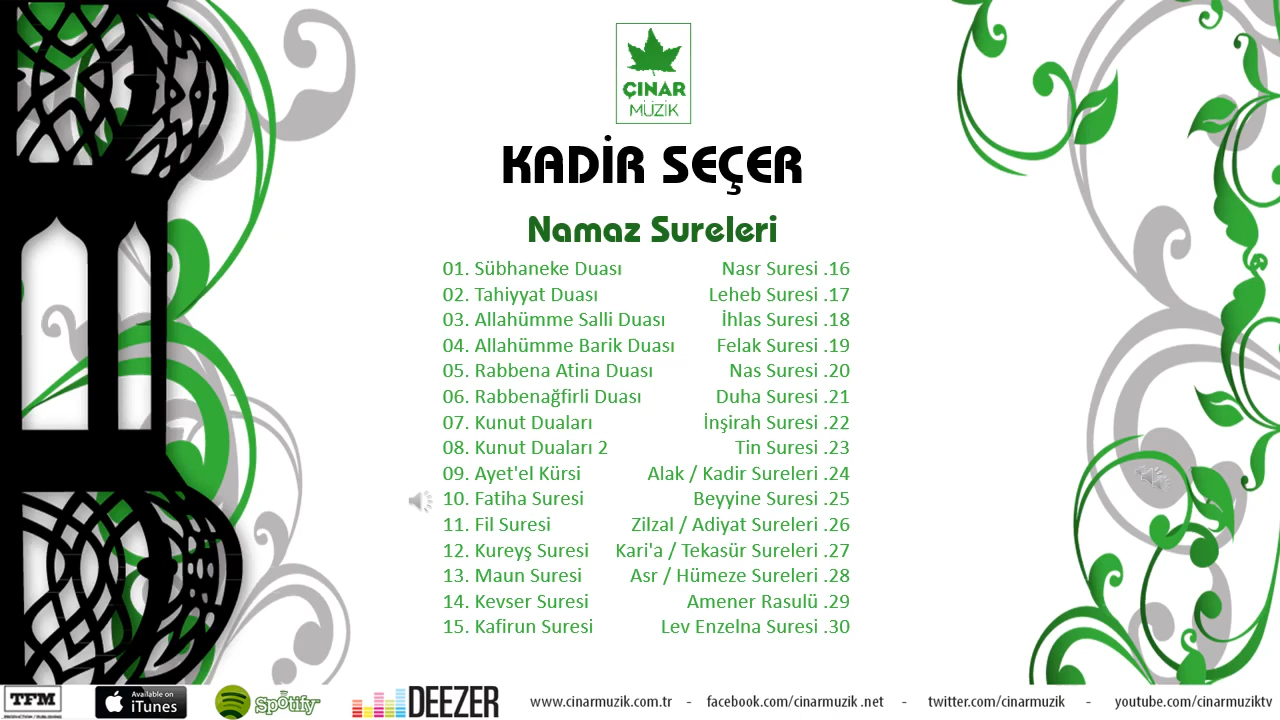 ÇINAR
MÜZİK
KADİR SEÇER
Namaz Sureleri
01. Sübhaneke Duası
02. Tahiyyat Duası
03. Allahümme Salli Duası
04. Allahümme Barik Duası
05. Rabbena Atina Duası
06. Rabbenağfirli Duası
07. Kunut Duaları
08. Kunut Duaları 2
09. Ayet'el Kürsi
10. Fatiha Suresi
11. Fil Suresi
12. Kureyş Suresi
13. Maun Suresi
14. Kevser Suresi
15. Kafirun Suresi
Nasr Suresi .16
Leheb Suresi .17
İhlas Suresi .18
Felak Suresi .19
Nas Suresi .20
Duha Suresi .21
İnşirah Suresi .22
Tin Suresi .23
Alak / Kadir Sureleri .24
Beyyine Suresi .25
Zilzal / Adiyat Sureleri .26
Kari'a / Tekasür Sureleri .27
Asr / Hümeze Sureleri .28
Amener Rasulü .29
Lev Enzelna Suresi .30
TFM
Available on
iTunes
Spotify
DEEZER
www.cinarmuzik.com.tr - facebook.com/cinarmuzik .net - twitter.com/cinarmuzik - youtube.com/cinarmuziktv